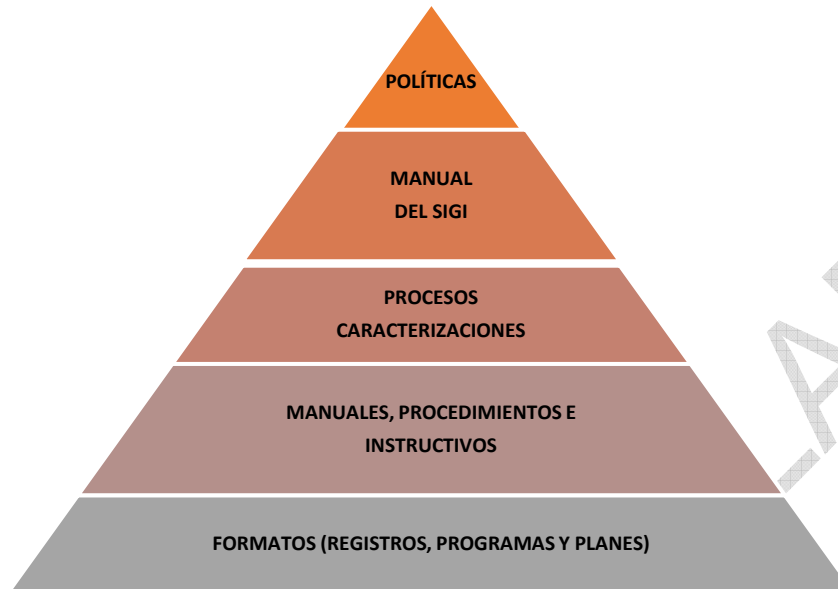 POLÍTICAS
MANUAL
DEL SIGI
PROCESOS
CARACTERIZACIONES
MANUALES, PROCEDIMIENTOS E
INSTRUCTIVOS
FORMATOS (REGISTROS, PROGRAMAS Y PLANES)